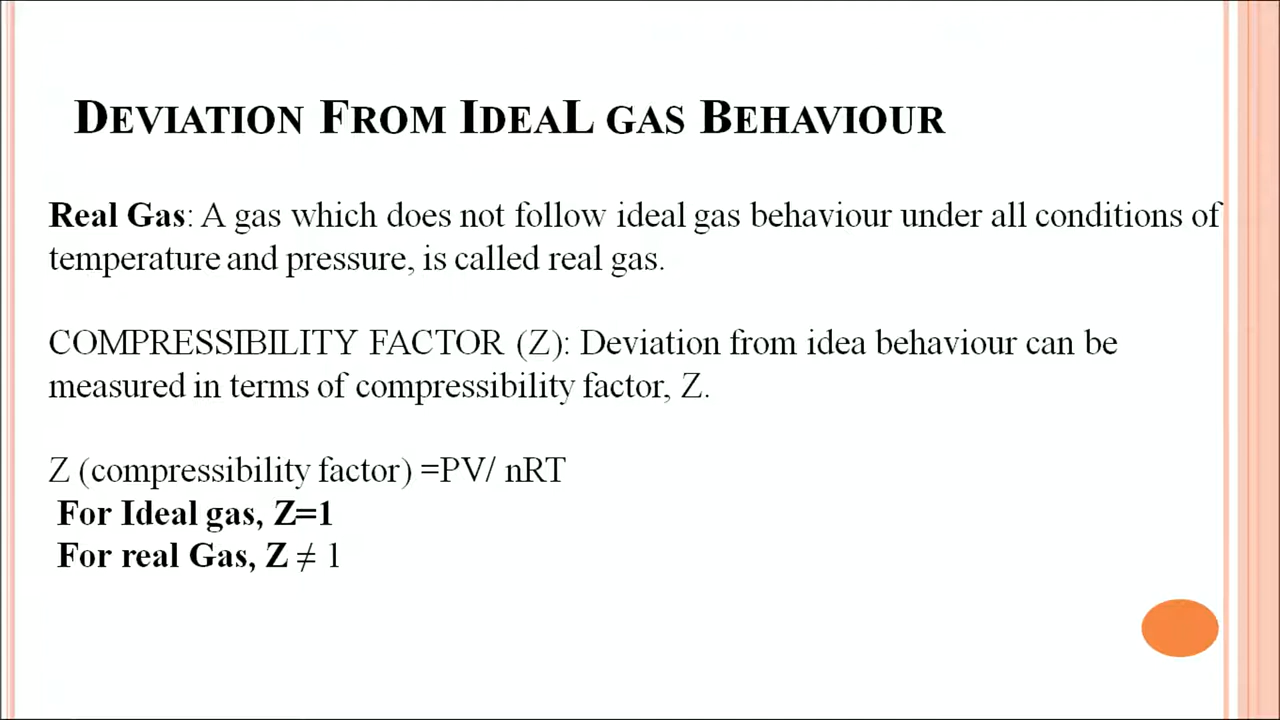 DEVIATION FROM IDEAL GAS BEHAVIOUR
Real Gas: A gas which does not follow ideal gas behaviour under all conditions of
temperature and pressure, is called real gas.
COMPRESSIBILITY FACTOR (Z): Deviation from idea behaviour can be
measured in terms of compressibility factor, Z.
Z (compressibility factor) =PV/ nRT
For Ideal gas, Z=1
For real Gas, Z ≠ 1